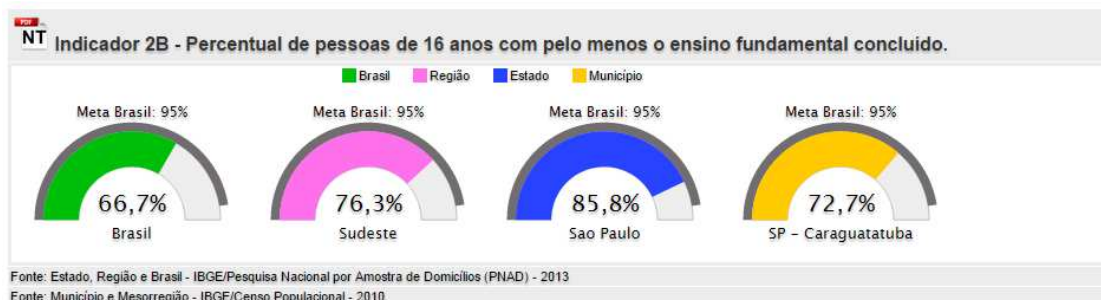 PDF
NT Indicador 2B - Percentual de pessoas de 16 anos com pelo menos o ensino fundamental concluido.
Brasil Região Estado Município
Meta Brasil: 95% Meta Brasil: 95% Meta Brasil: 95% Meta Brasil: 95%
66,7% 76,3% 85,8% 72,7%
Brasil Sudeste Sao Paulo SP - Caraguatatuba
Fonte: Estado, Região e Brasil - IBGE/Pesquisa Nacional por Amostra de Domicílios (PNAD) - 2013
Fonte: Município e Mesorregião - IBGE/Censo Populacional - 2010